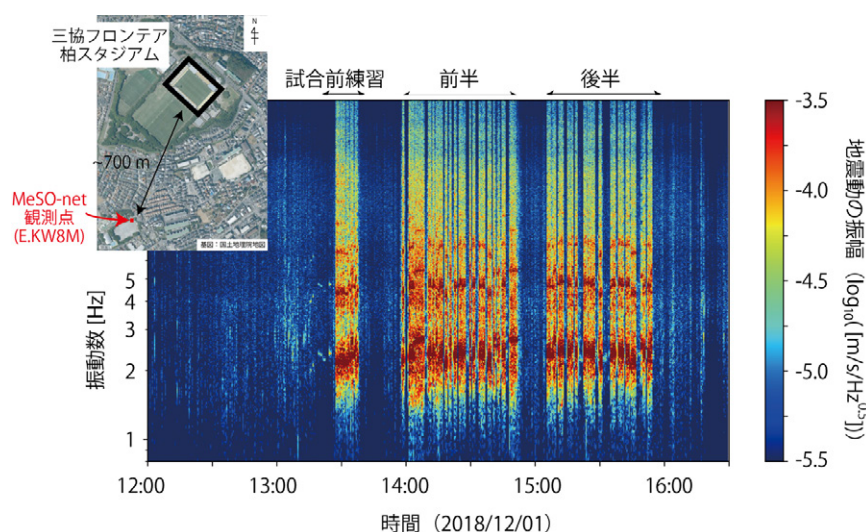 三協フロンテア
柏スタジアム
N
~700 m
MeSO-net
観測点
(E.KW8M)
基図：国土地理院地図
試合前練習
前半
後半
振動数 [Hz]
5
4
3
2
1
12:00
13:00
14:00
15:00
16:00
時間（2018/12/01）
-3.5
-4.0
-4.5
-5.0
-5.5
地震動の振幅（log10( [m/s/Hz^0.5])）